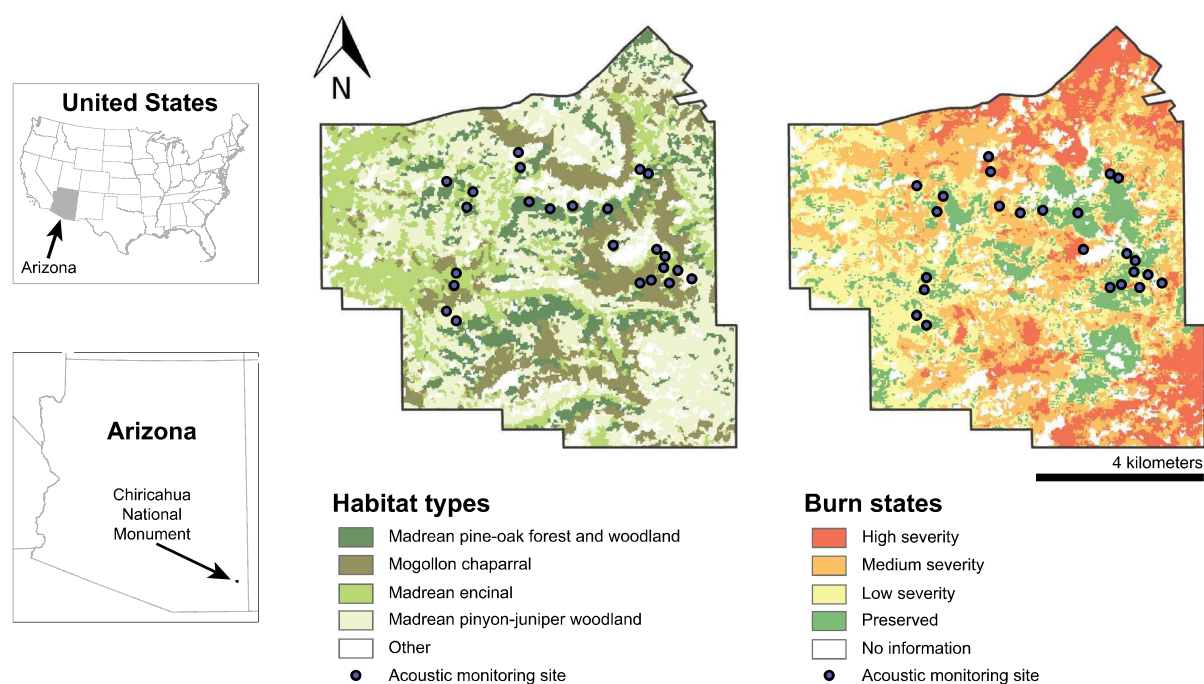 United States
Arizona
Arizona
Chiricahua
National
Monument
N
4 kilometers
Habitat types
Madrean pine-oak forest and woodland
Mogollon chaparral
Madrean encinal
Madrean pinyon-juniper woodland
Other
Acoustic monitoring site
Burn states
High severity
Medium severity
Low severity
Preserved
No information
Acoustic monitoring site